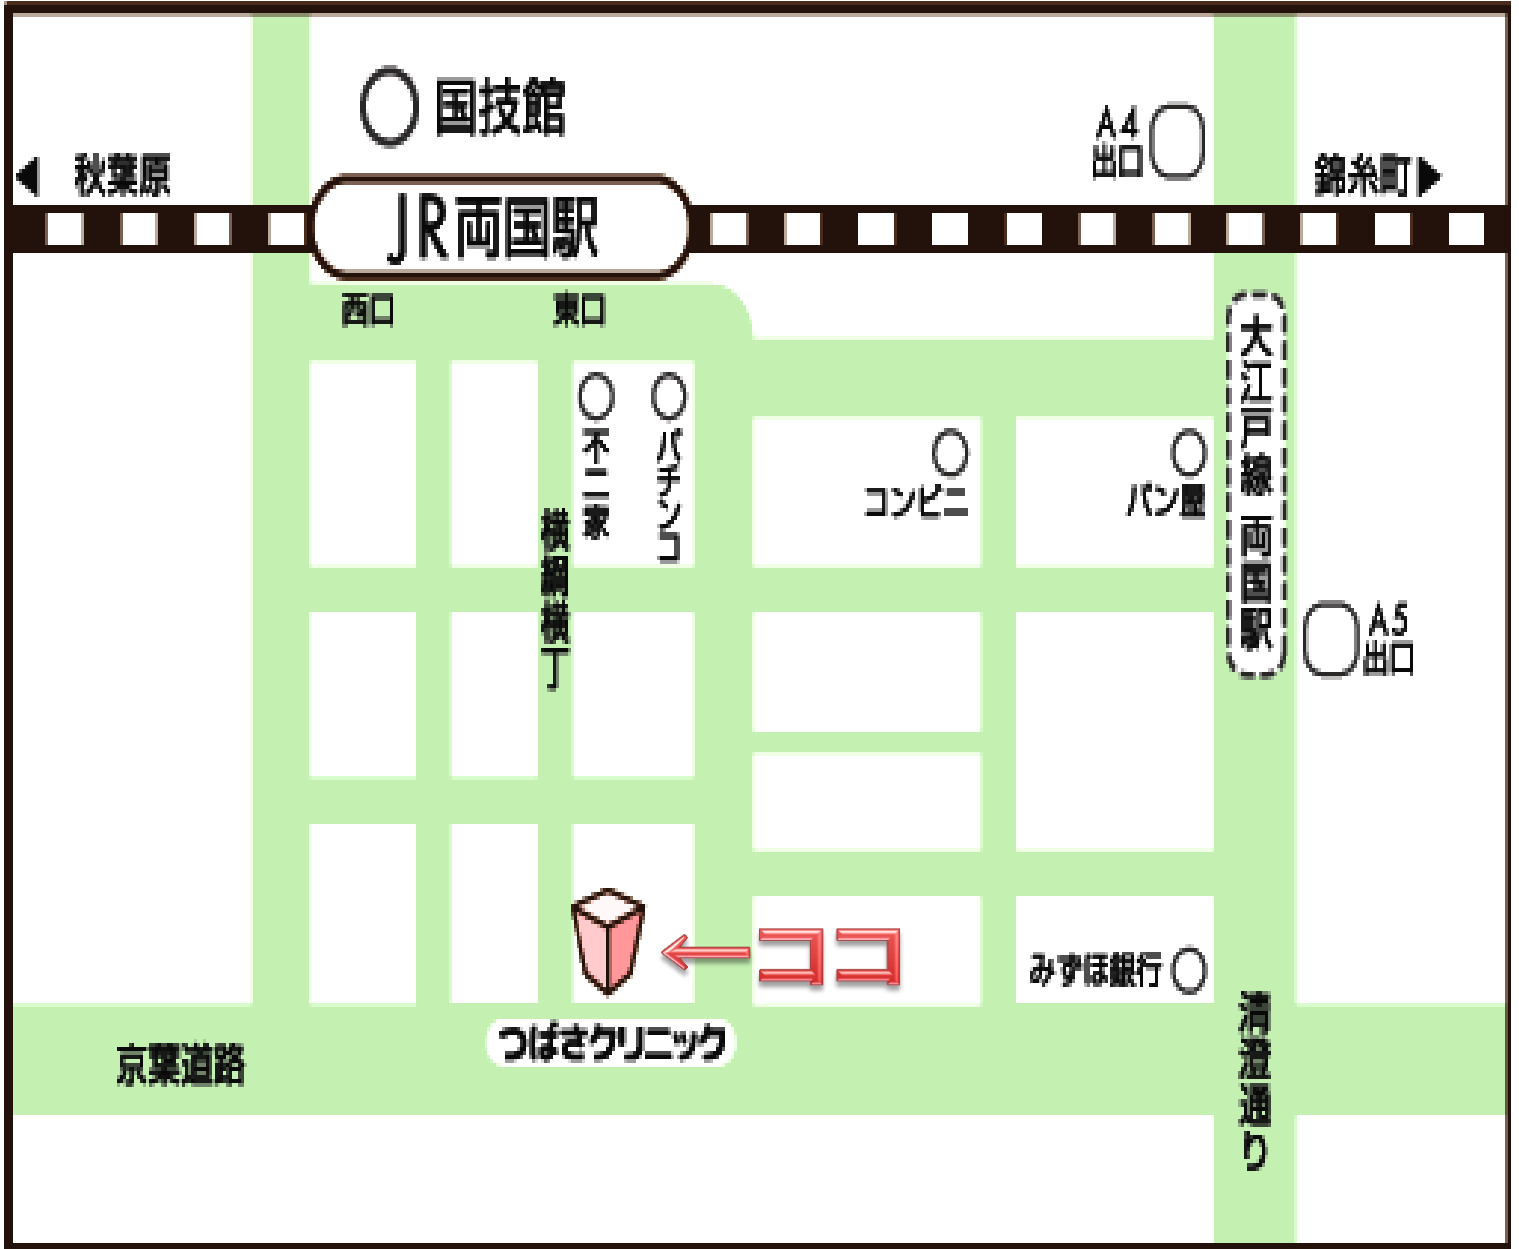 国技館
A4
出口
◀ 秋葉原
錦糸町▶
JR両国駅
西口
東口
大江戸線 両国駅
不二家
パチンコ
コンビニ
パン屋
横綱横丁
A5
出口
ココ
みずほ銀行
つばさクリニック
京葉道路
清澄通り